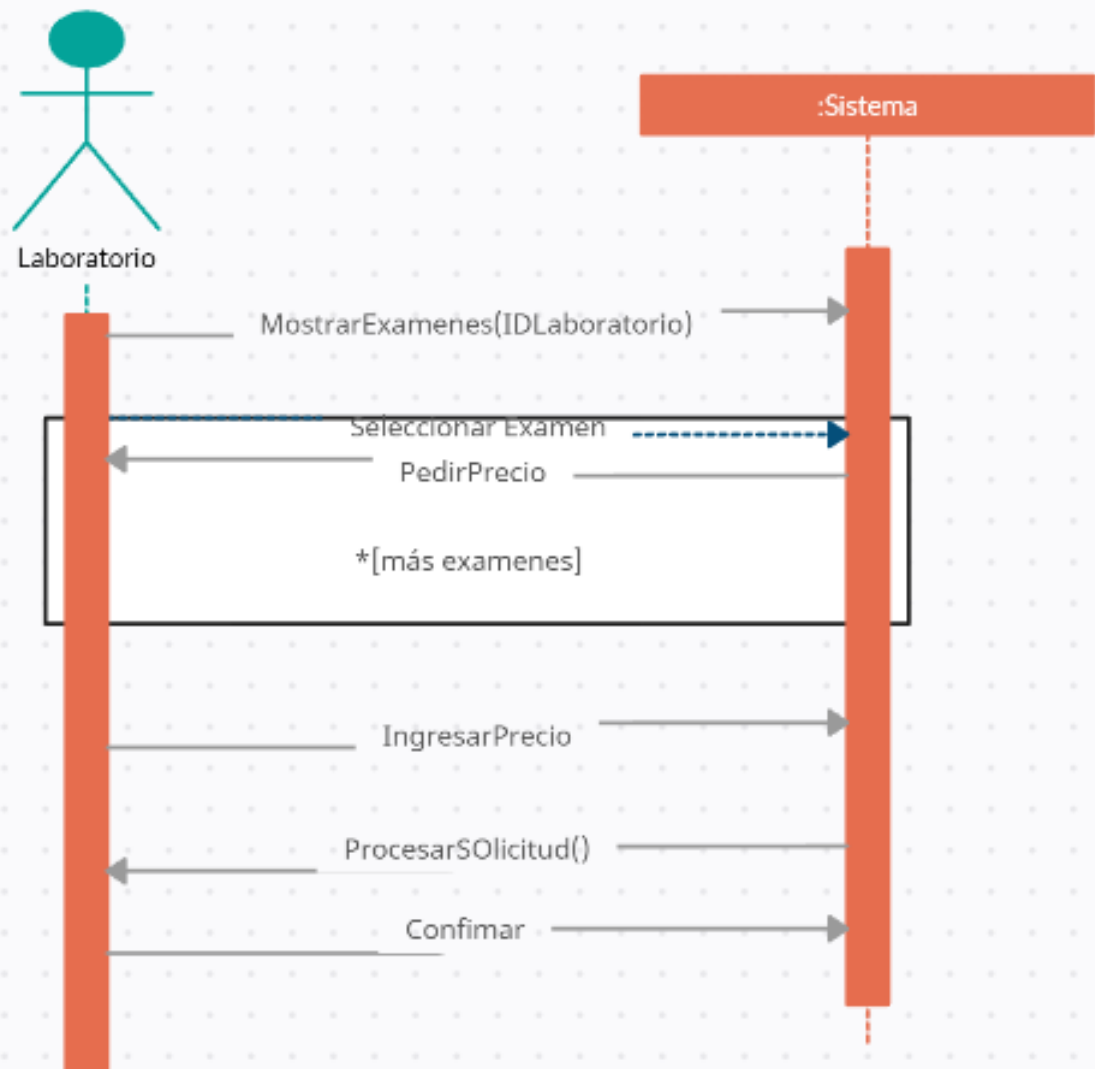 :Sistema
Laboratorio
MostrarExamenes(IDLaboratorio)
Seleccionar Examen
PedirPrecio
*[más examenes]
IngresarPrecio
ProcesarSOlicitud()
Confimar